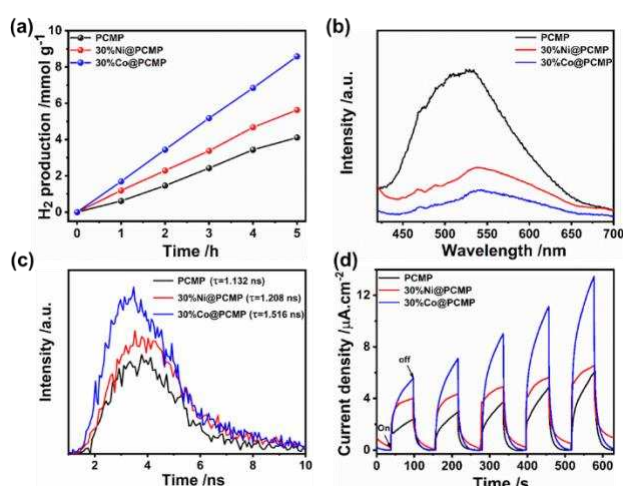 (a)
PCMP
30%Ni@PCMP
30%Co@PCMP
H2 production /mmol g-1
10
8
6
4
2
0
0 1 2 3 4 5
Time /h
(b)
PCMP
30%Ni@PCMP
30%Co@PCMP
Intensity /a.u.
450 500 550 600 650 700
Wavelength /nm
(c)
PCMP (τ=1.132 ns)
30%Ni@PCMP (τ=1.208 ns)
30%Co@PCMP (τ=1.516 ns)
Intensity /a.u.
2 4 6 8 10
Time /ns
(d)
PCMP
30%Ni@PCMP
30%Co@PCMP
off
On
Current density /μA.cm-2
12
8
4
0
0 100 200 300 400 500 600
Time /s